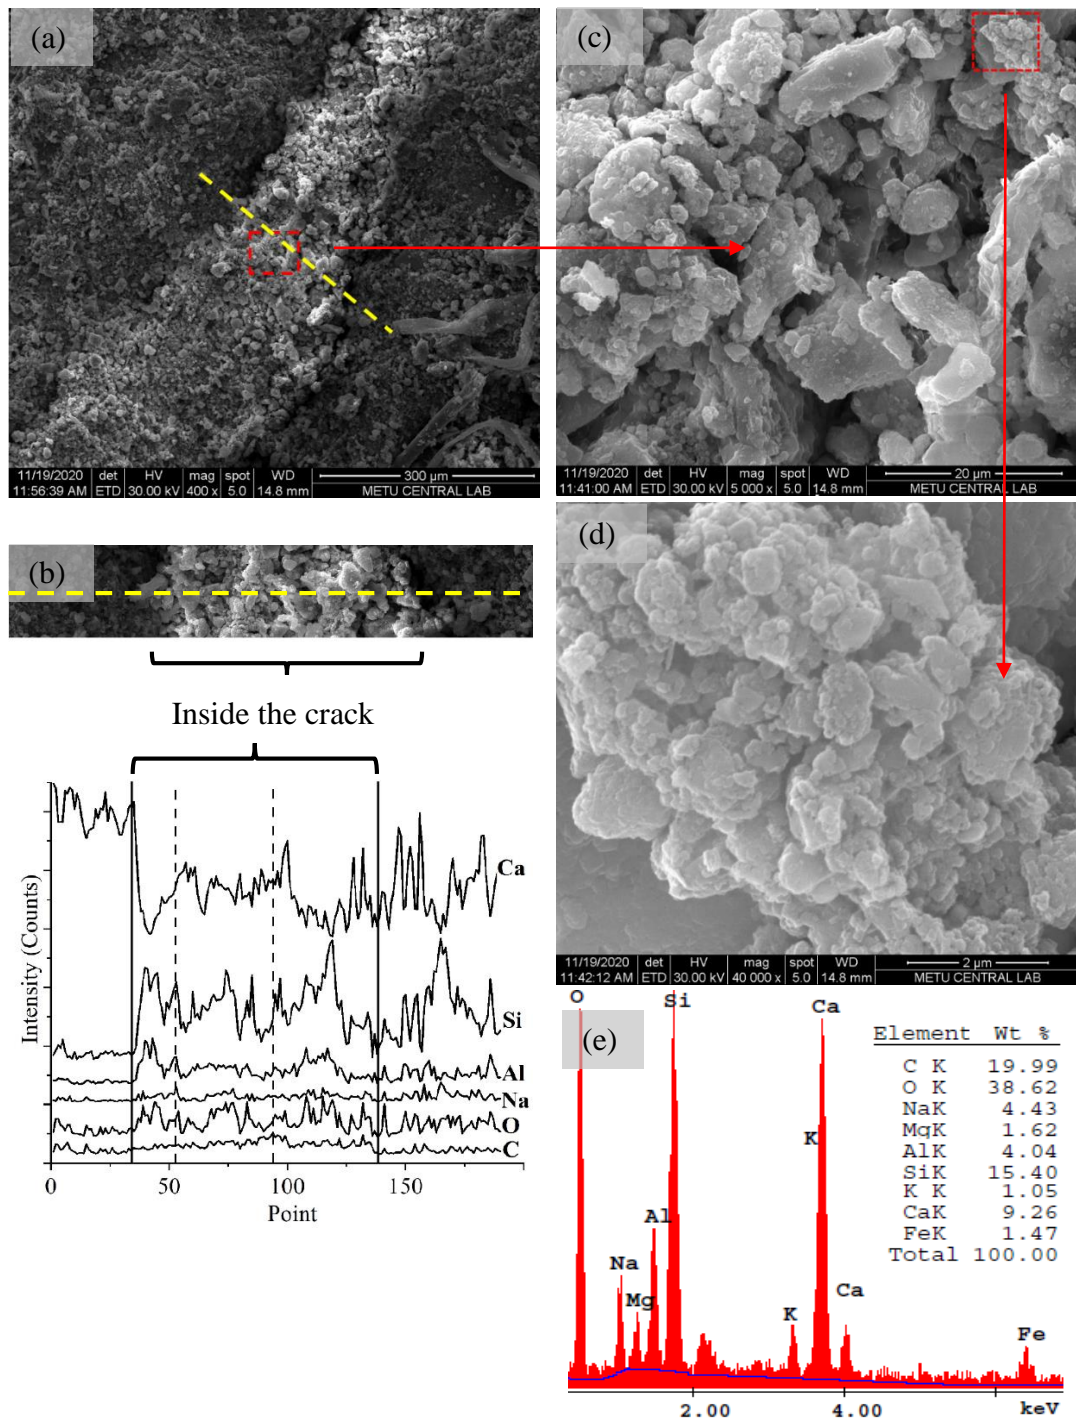 (a)
11/19/2020 det HV mag spot WD 300 µm
11:56:39 AM ETD 30.00 kV 400 x 5.0 14.8 mm METU CENTRAL LAB
(c)
11/19/2020 det HV mag spot WD 20 µm
11:41:00 AM ETD 30.00 kV 5 000 x 5.0 14.8 mm METU CENTRAL LAB
(b)
Inside the crack
Intensity (Counts)
Ca
Si
Al
Na
O
C
0 50 100 150
Point
(d)
11/19/2020 det HV mag spot WD 2 µm
11:42:12 AM ETD 30.00 kV 40 000 x 5.0 14.8 mm METU CENTRAL LAB
(e)
O
Si
Ca
K
Al
Na
Mg
K
Ca
Fe
2.00 4.00 keV
Element Wt %
C K 19.99
O K 38.62
NaK 4.43
MgK 1.62
AlK 4.04
SiK 15.40
K K 1.05
CaK 9.26
FeK 1.47
Total 100.00